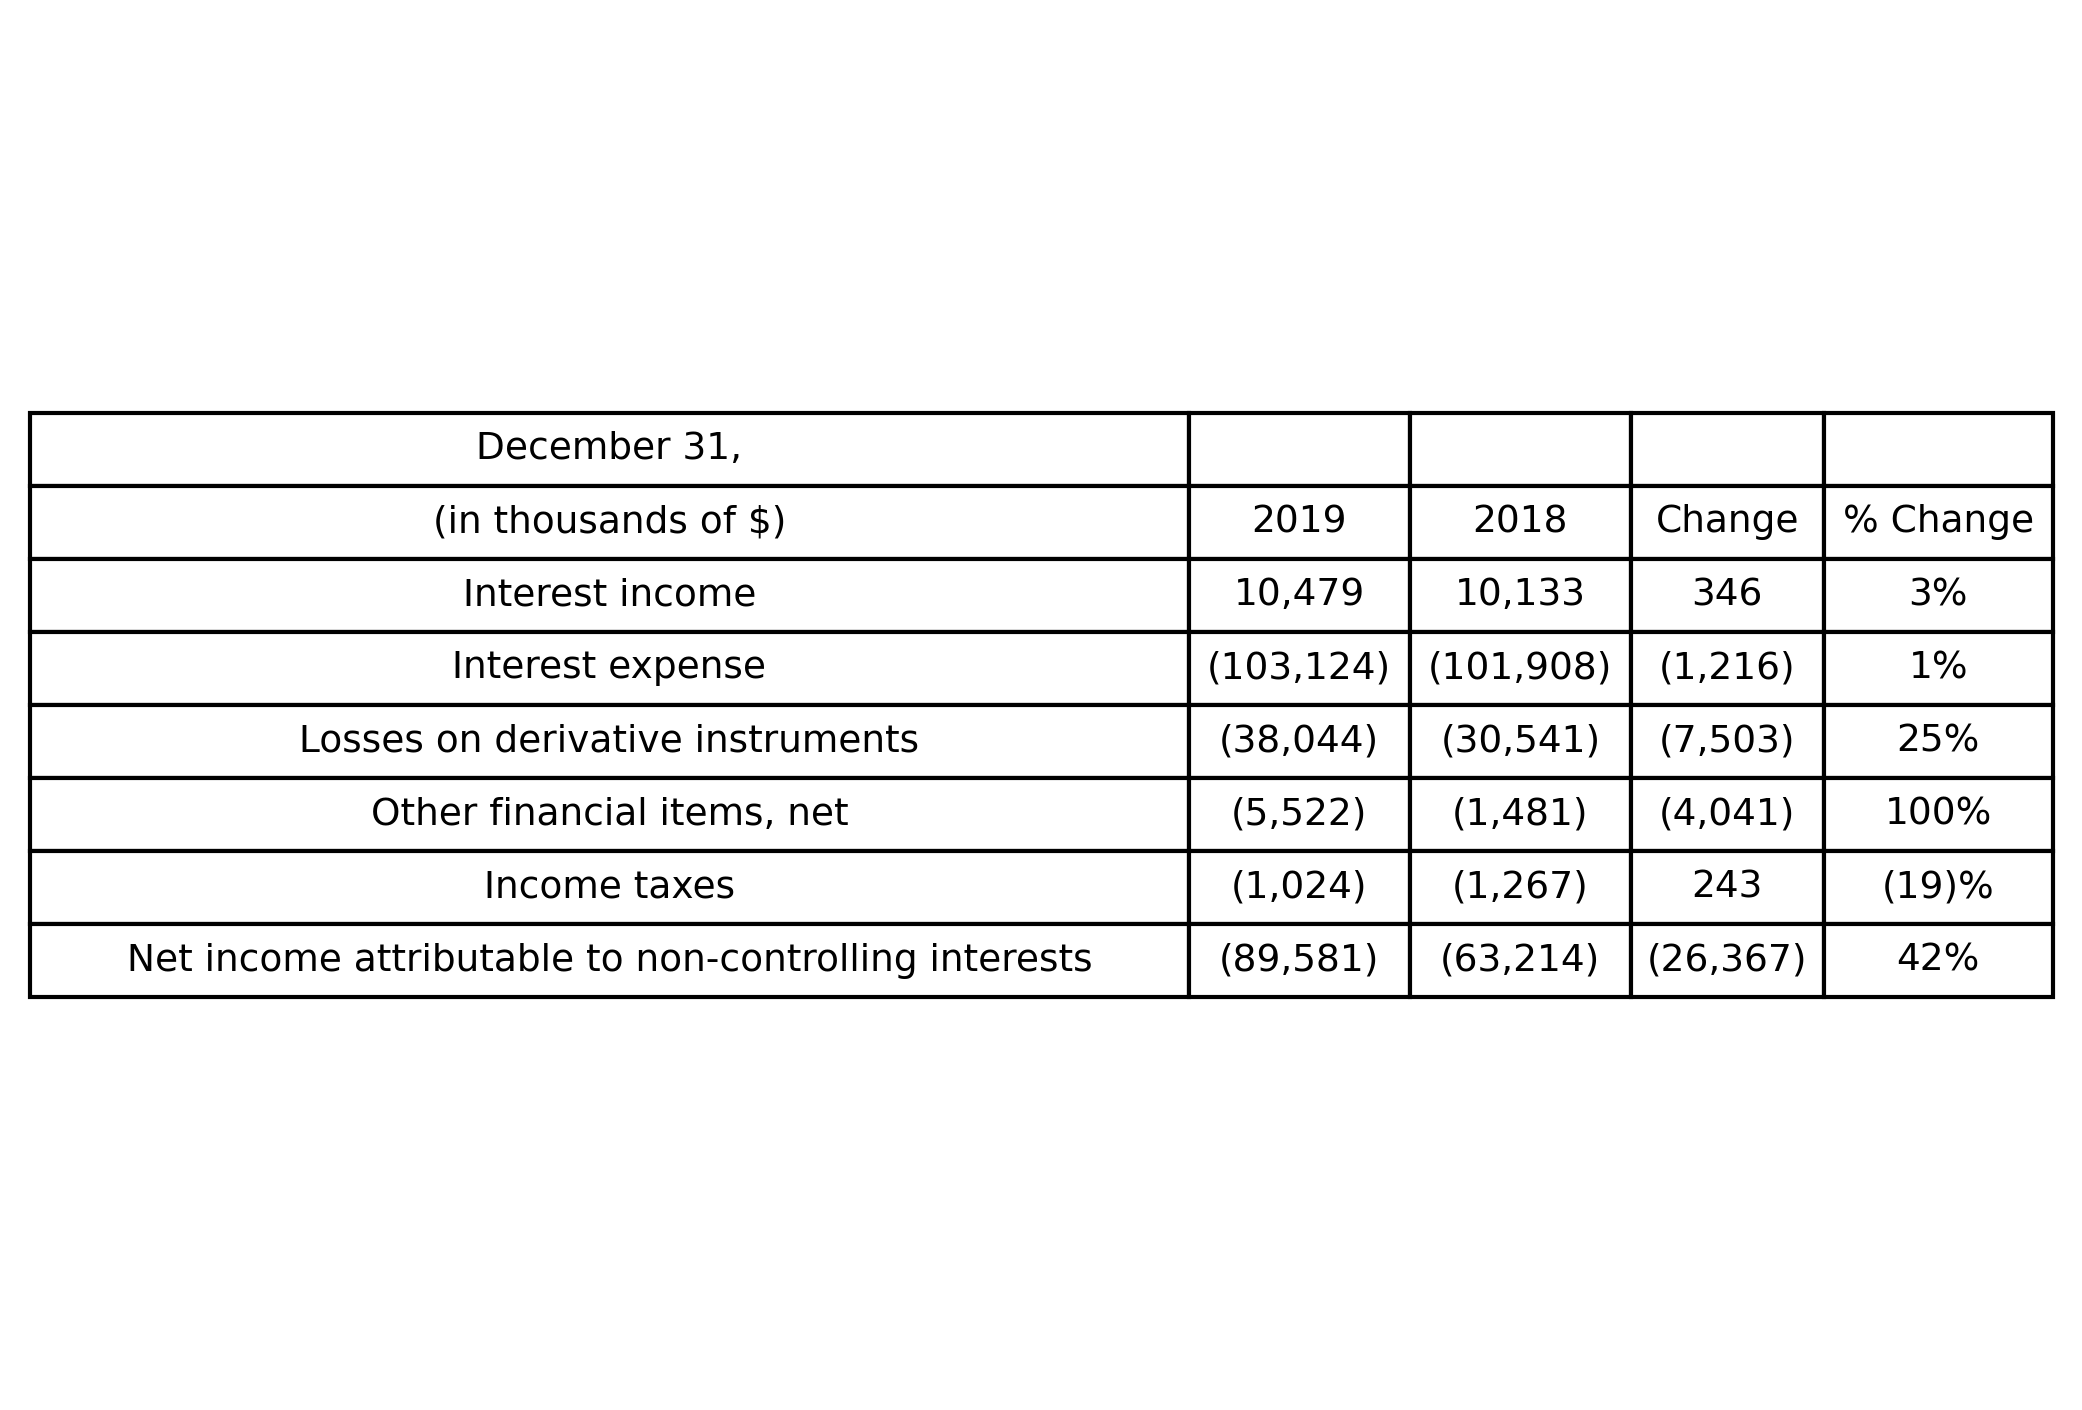 December 31,
(in thousands of $) 2019 2018 Change % Change
Interest income 10,479 10,133 346 3%
Interest expense (103,124) (101,908) (1,216) 1%
Losses on derivative instruments (38,044) (30,541) (7,503) 25%
Other financial items, net (5,522) (1,481) (4,041) 100%
Income taxes (1,024) (1,267) 243 (19)%
Net income attributable to non-controlling interests (89,581) (63,214) (26,367) 42%